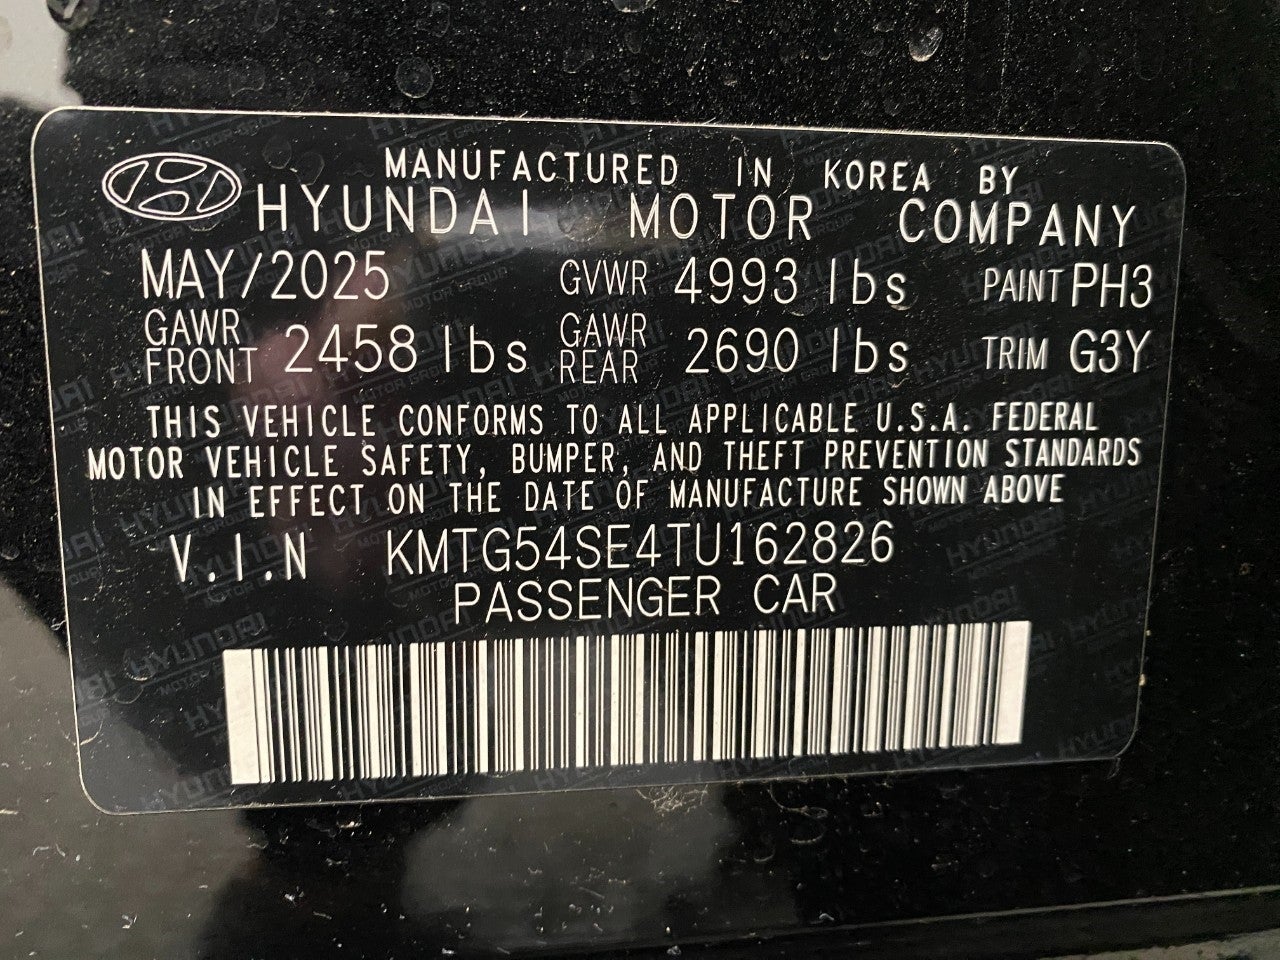 MANUFACTURED IN KOREA BY
HYUNDAI MOTOR COMPANY
MAY/2025 GVWR 4993 lbs PAINT PH3
GAWR FRONT 2458 lbs GAWR REAR 2690 lbs TRIM G3Y
THIS VEHICLE CONFORMS TO ALL APPLICABLE U.S.A. FEDERAL
MOTOR VEHICLE SAFETY, BUMPER, AND THEFT PREVENTION STANDARDS
IN EFFECT ON THE DATE OF MANUFACTURE SHOWN ABOVE
V.I.N KMTG54SE4TU162826
PASSENGER CAR